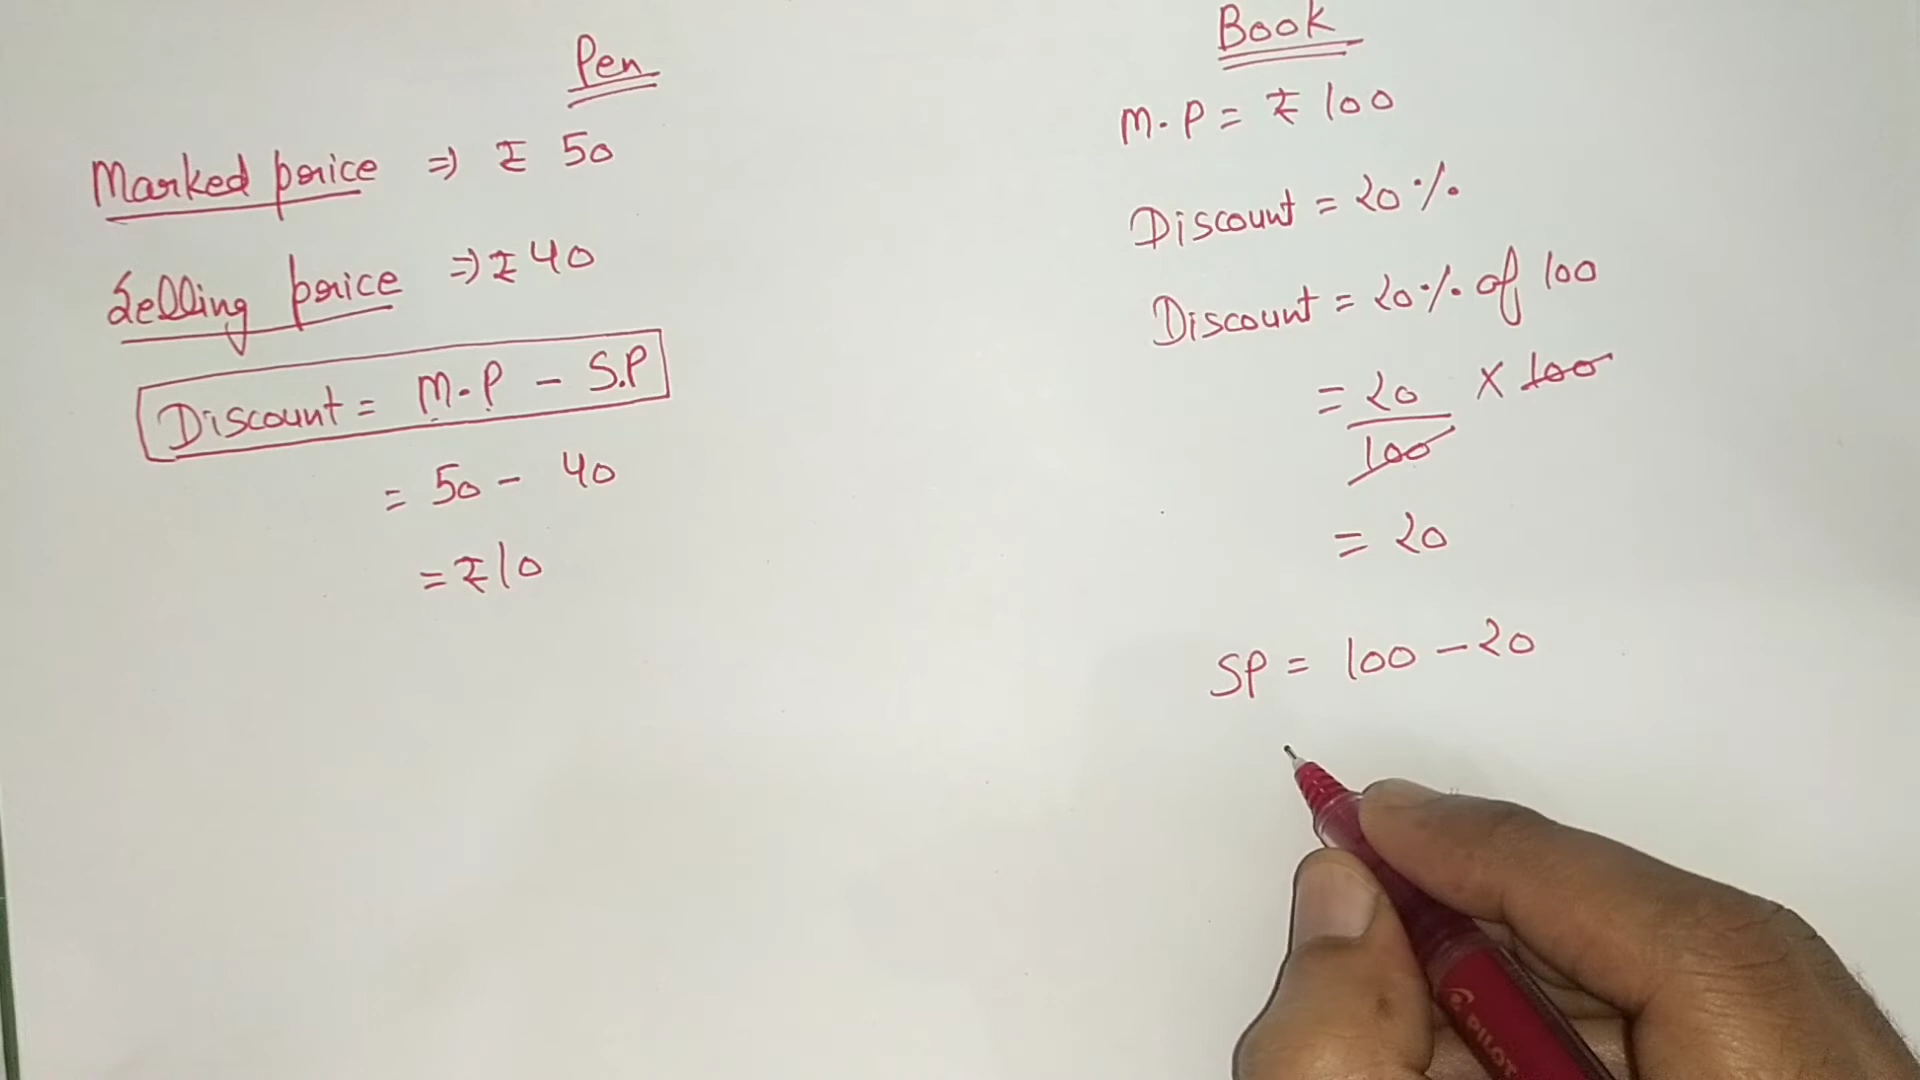 Pen
Marked price ⇒ ₹ 50
Selling price ⇒ ₹ 40
Discount = M.P - S.P
= 50 - 40
= ₹10
Book
M.P = ₹ 100
Discount = 20%
Discount = 20% of 100
= 20 × 100
100
= 20
SP = 100 - 20
PILOT